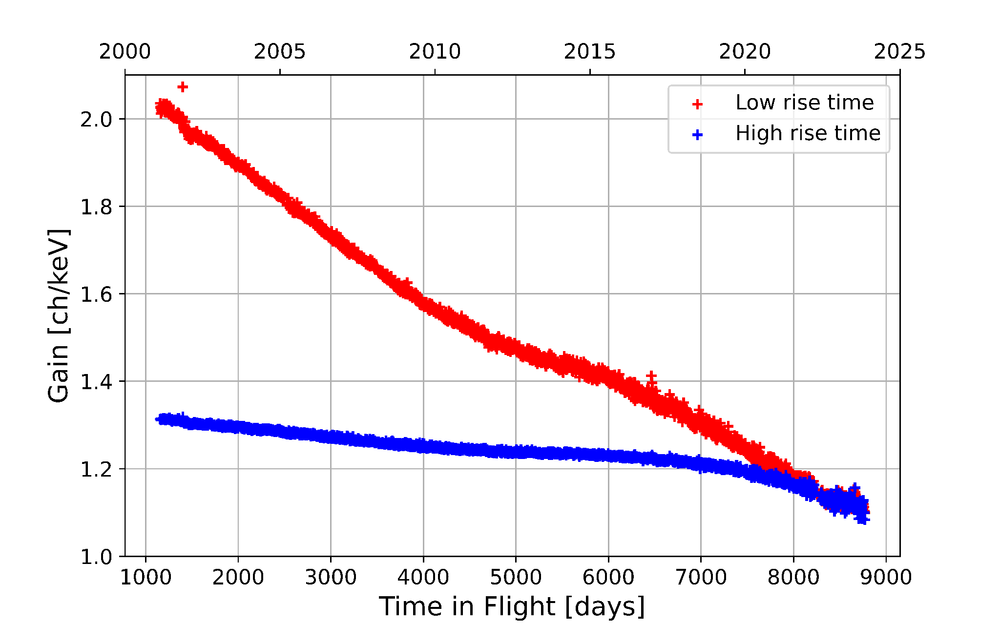 2000 2005 2010 2015 2020 2025
Low rise time
High rise time
2.0
1.8
1.6
1.4
1.2
1.0
Gain [ch/keV]
1000 2000 3000 4000 5000 6000 7000 8000 9000
Time in Flight [days]